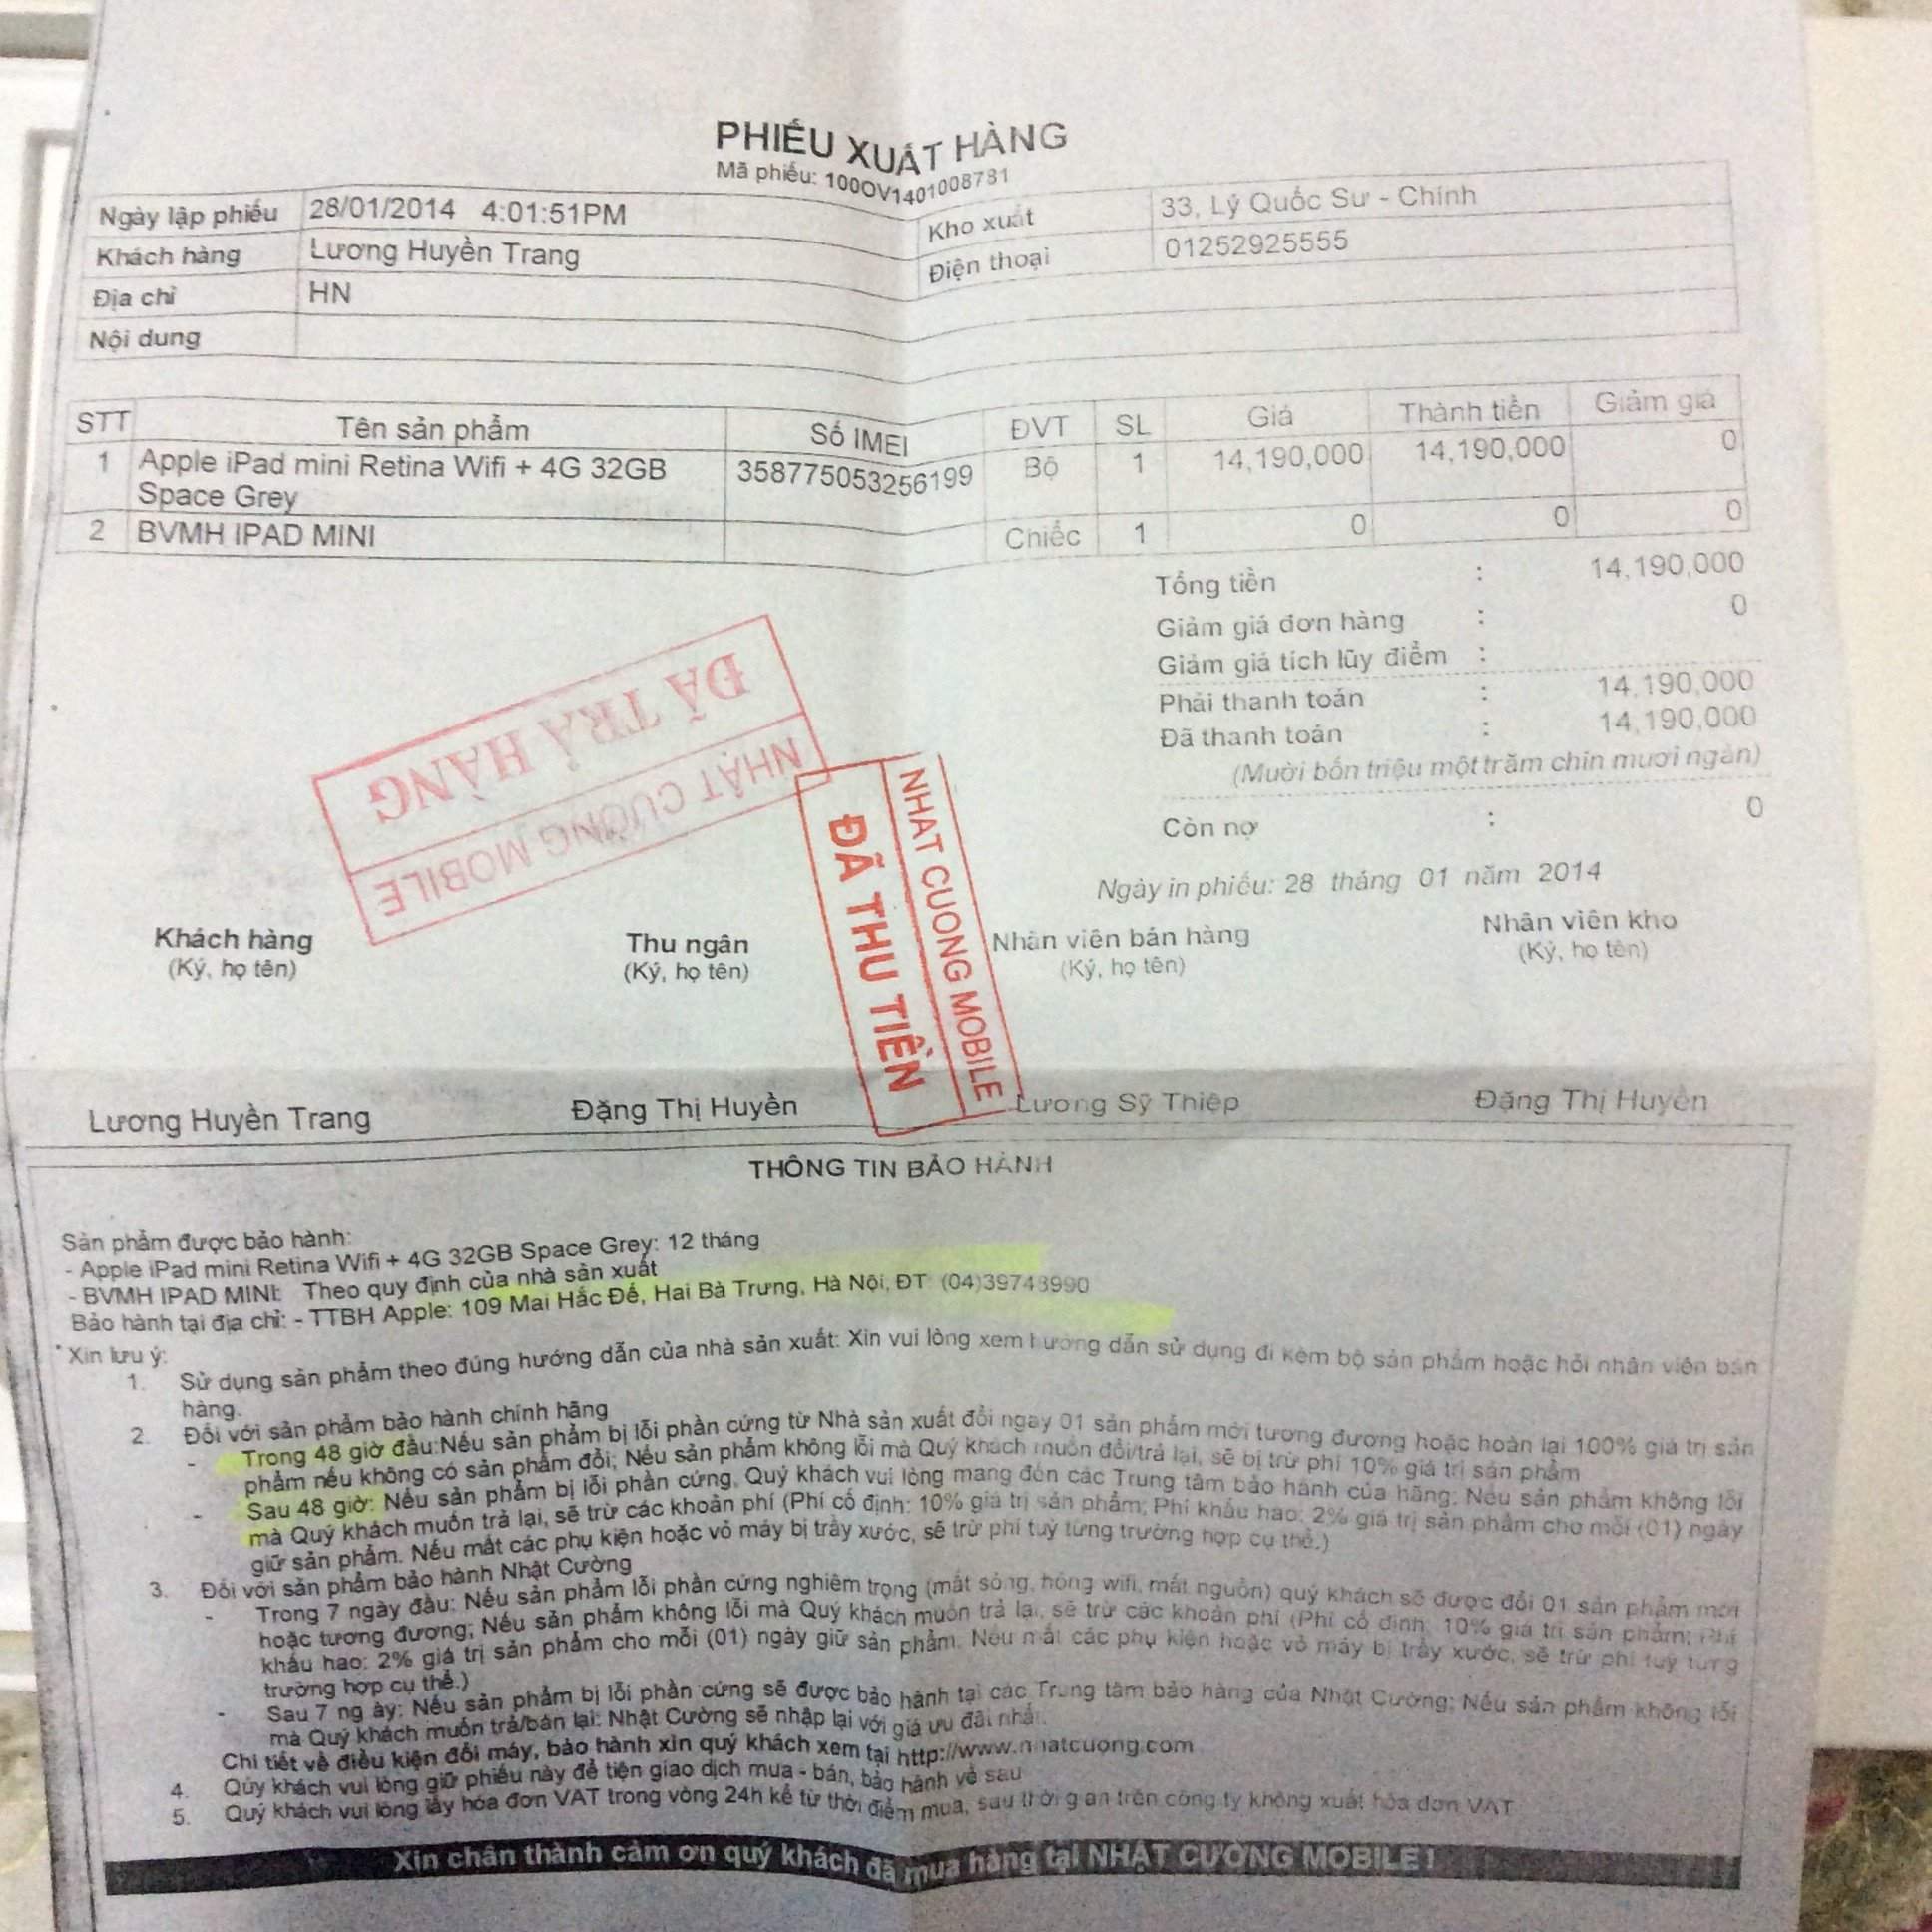 PHIẾU XUẤT HÀNG
Mã phiếu: 100OV1401008781
Ngày lập phiếu 28/01/2014 4:01:51PM Kho xuất 33, Lý Quốc Sư - Chính
Khách hàng Lương Huyền Trang Điện thoại 01252925555
Địa chỉ HN
Nội dung
STT Tên sản phẩm Số IMEI ĐVT SL Giá Thành tiền Giảm giá
1 Apple iPad mini Retina Wifi + 4G 32GB 358775053256199 Bộ 1 14,190,000 14,190,000 0
Space Grey
2 BVMH IPAD MINI Chiếc 1 0 0 0
Tổng tiền : 14,190,000
Giảm giá đơn hàng : 0
Giảm giá tích lũy điểm :
Phải thanh toán : 14,190,000
Đã thanh toán : 14,190,000
(Mười bốn triệu một trăm chín mươi ngàn)
Còn nợ : 0
ĐÃ TRẢ HÀNG
NHẬT CƯỜNG MOBILE
NHAT CUONG MOBILE
ĐÃ THU TIỀN
Ngày in phiếu: 28 tháng 01 năm 2014
Khách hàng Thu ngân Nhân viên bán hàng Nhân viên kho
(Ký, họ tên) (Ký, họ tên) (Ký, họ tên) (Ký, họ tên)
Lương Huyền Trang Đặng Thị Huyền Lương Sỹ Thiệp Đặng Thị Huyền
THÔNG TIN BẢO HÀNH
Sản phẩm được bảo hành:
- Apple iPad mini Retina Wifi + 4G 32GB Space Grey: 12 tháng
- BVMH IPAD MINI: Theo quy định của nhà sản xuất
Bảo hành tại địa chỉ: - TTBH Apple: 109 Mai Hắc Đế, Hai Bà Trưng, Hà Nội, ĐT: (04)39743990
* Xin lưu ý:
1. Sử dụng sản phẩm theo đúng hướng dẫn của nhà sản xuất: Xin vui lòng xem hướng dẫn sử dụng đi kèm bộ sản phẩm hoặc hỏi nhân viên bán
hàng.
2. Đối với sản phẩm bảo hành chính hãng
- Trong 48 giờ đầu:Nếu sản phẩm bị lỗi phần cứng từ Nhà sản xuất đổi ngay 01 sản phẩm mới tương đương hoặc hoàn lại 100% giá trị sản
phẩm nếu không có sản phẩm đổi; Nếu sản phẩm không lỗi mà Quý khách muốn đổi/trả lại, sẽ bị trừ phí 10% giá trị sản phẩm
- Sau 48 giờ: Nếu sản phẩm bị lỗi phần cứng, Quý khách vui lòng mang đến các Trung tâm bảo hành của hãng; Nếu sản phẩm không lỗi
mà Quý khách muốn trả lại, sẽ trừ các khoản phí (Phí cố định: 10% giá trị sản phẩm; Phí khấu hao: 2% giá trị sản phẩm cho mỗi (01) ngày
giữ sản phẩm. Nếu mất các phụ kiện hoặc vỏ máy bị trầy xước, sẽ trừ phí tuỳ từng trường hợp cụ thể.)
3. Đối với sản phẩm bảo hành Nhật Cường
- Trong 7 ngày đầu: Nếu sản phẩm lỗi phần cứng nghiêm trọng (mất sóng, hỏng wifi, mất nguồn) quý khách sẽ được đổi 01 sản phẩm mới
hoặc tương đương; Nếu sản phẩm không lỗi mà Quý khách muốn trả lại, sẽ trừ các khoản phí (Phí cố định: 10% giá trị sản phẩm; Phí
khấu hao: 2% giá trị sản phẩm cho mỗi (01) ngày giữ sản phẩm. Nếu mất các phụ kiện hoặc vỏ máy bị trầy xước, sẽ trừ phí tuỳ từng
trường hợp cụ thể.)
- Sau 7 ng ày: Nếu sản phẩm bị lỗi phần cứng sẽ được bảo hành tại các Trung tâm bảo hàng của Nhật Cường; Nếu sản phẩm không lỗi
mà Quý khách muốn trả/bán lại: Nhật Cường sẽ nhập lại với giá ưu đãi nhất.
Chi tiết về điều kiện đổi máy, bảo hành xin quý khách xem tại http://www.nhatcuong.com
4. Qúy khách vui lòng giữ phiếu này để tiện giao dịch mua - bán, bảo hành về sau
5. Quý khách vui lòng lấy hóa đơn VAT trong vòng 24h kể từ thời điểm mua, sau thời gian trên công ty không xuất hóa đơn VAT
Xin chân thành cảm ơn quý khách đã mua hàng tại NHẬT CƯỜNG MOBILE !